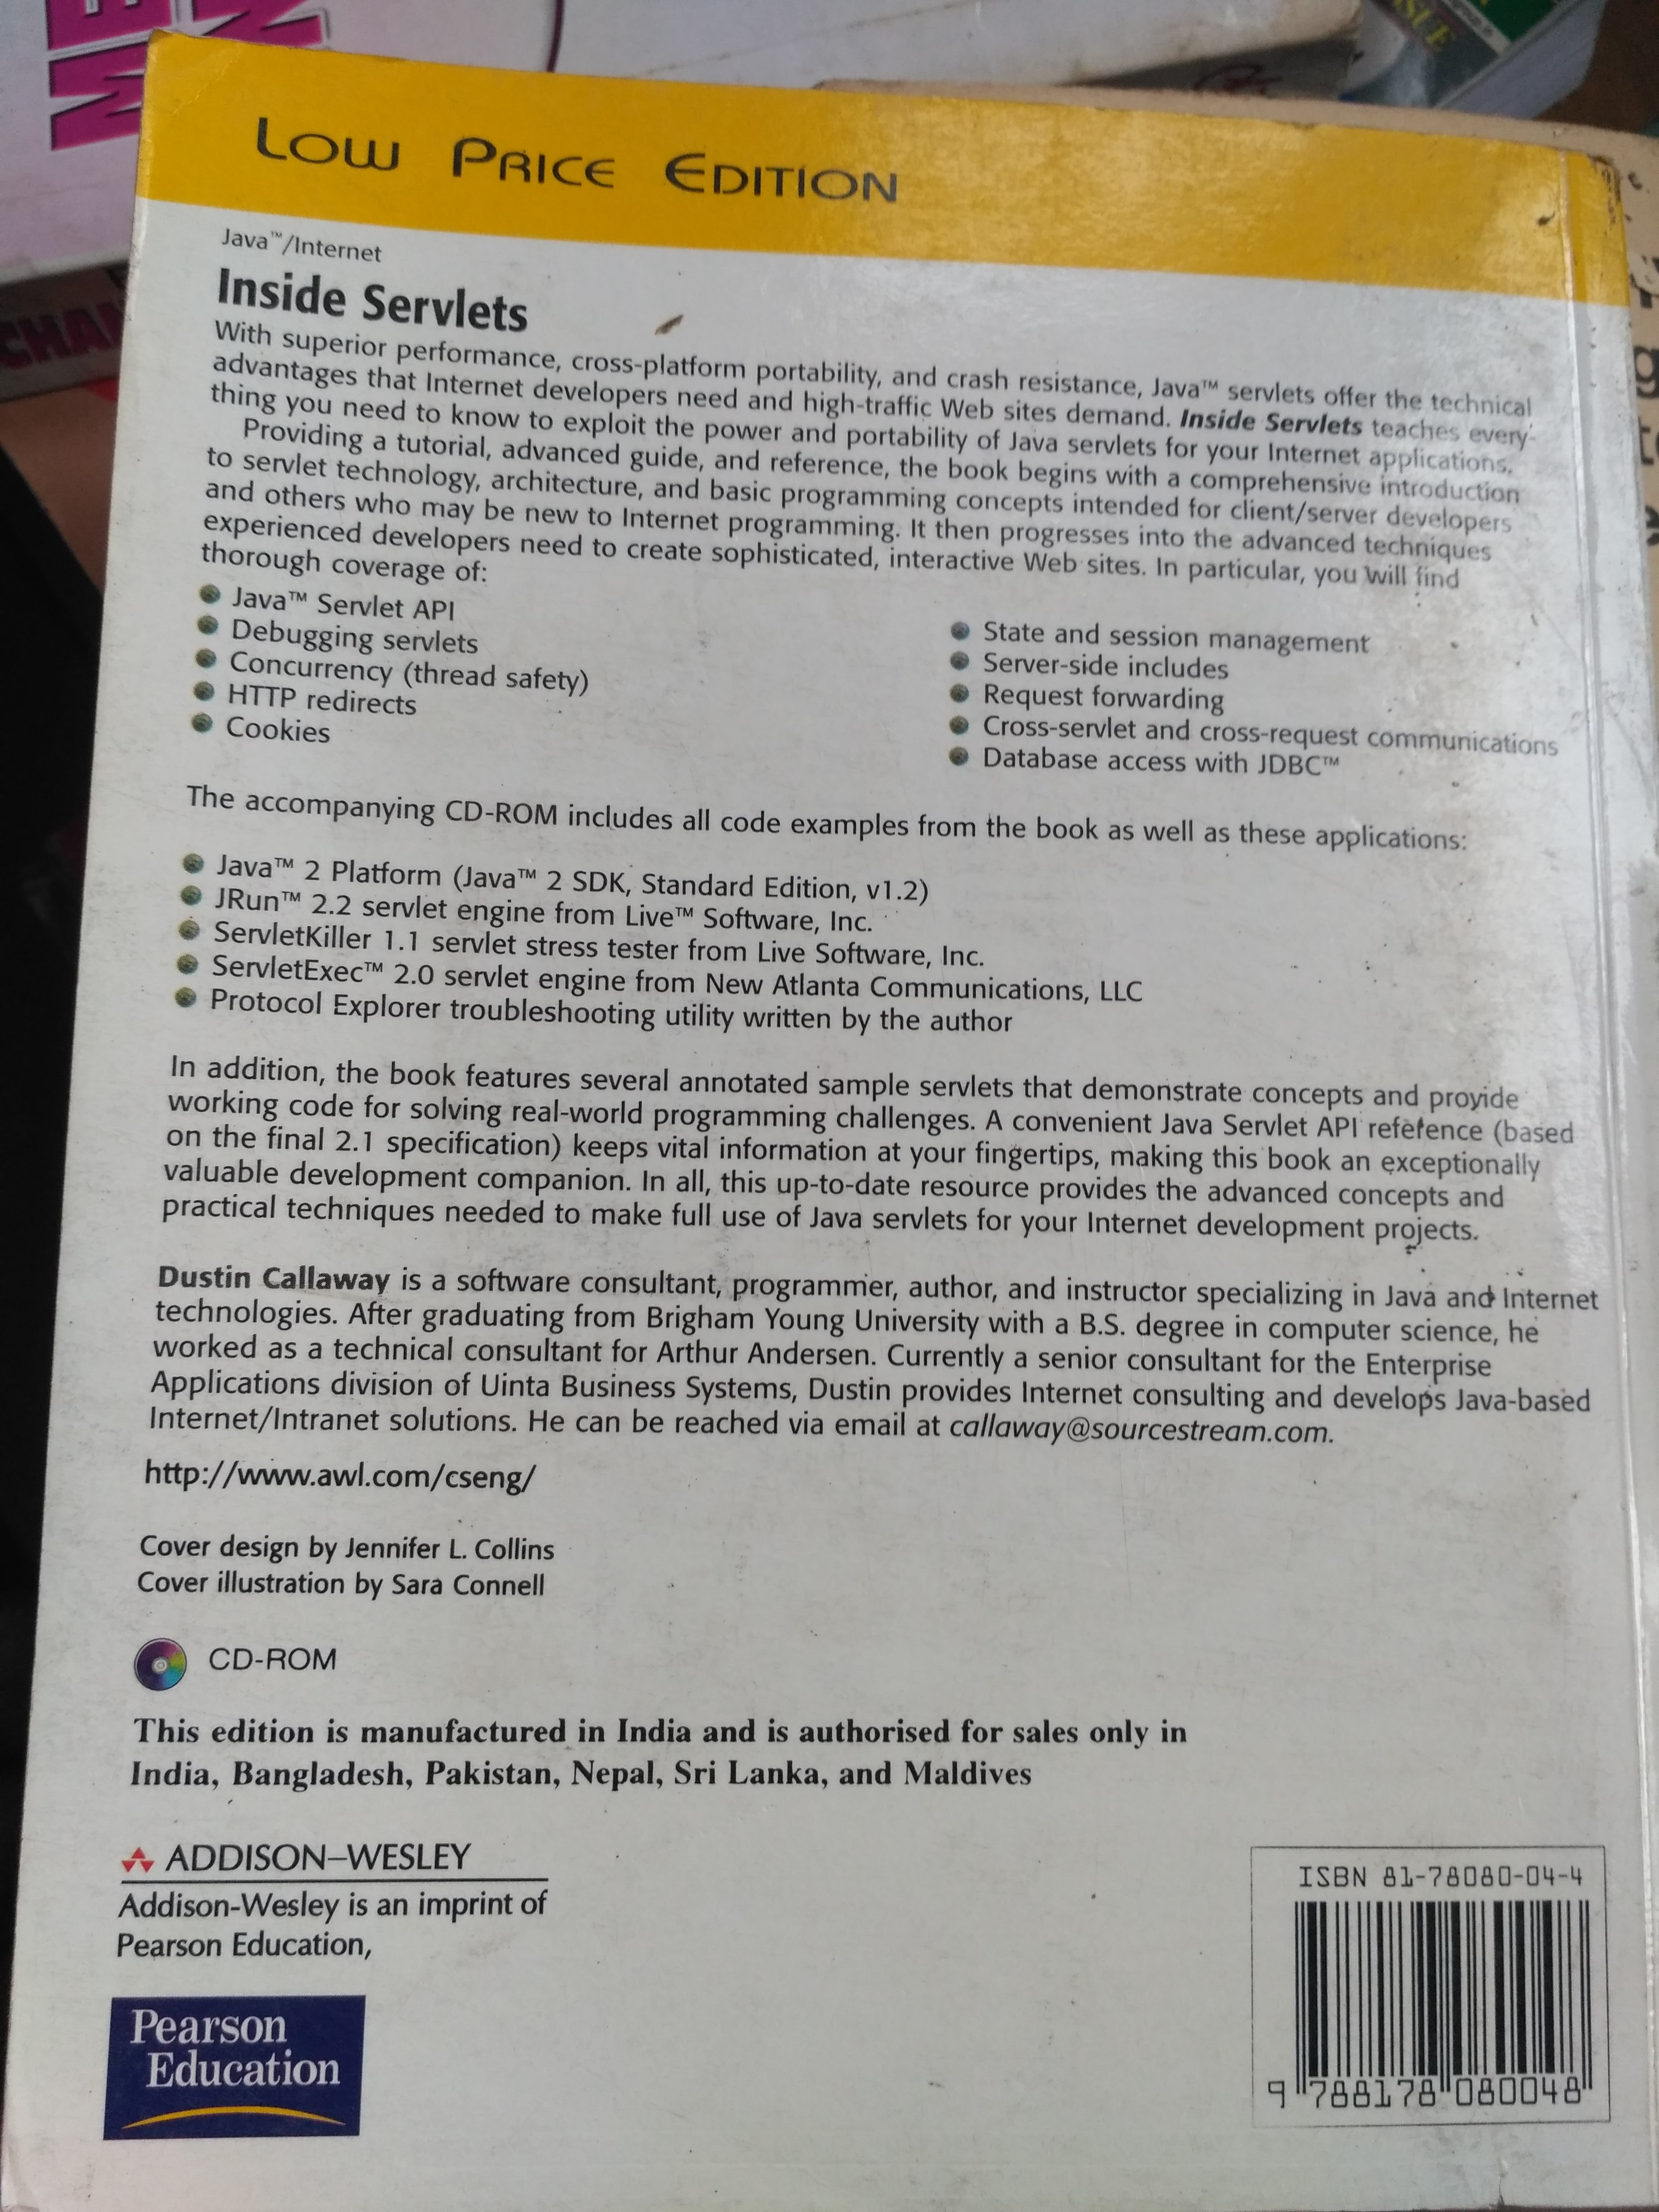 LOW PRICE EDITION
Java™/Internet
Inside Servlets
With superior performance, cross-platform portability, and crash resistance, Java™ servlets offer the technical
advantages that Internet developers need and high-traffic Web sites demand. Inside Servlets teaches every-
thing you need to know to exploit the power and portability of Java servlets for your Internet applications.
Providing a tutorial, advanced guide, and reference, the book begins with a comprehensive introduction
to servlet technology, architecture, and basic programming concepts intended for client/server developers
and others who may be new to Internet programming. It then progresses into the advanced techniques
experienced developers need to create sophisticated, interactive Web sites. In particular, you will find
thorough coverage of:
Java™ Servlet API
Debugging servlets
Concurrency (thread safety)
HTTP redirects
Cookies
State and session management
Server-side includes
Request forwarding
Cross-servlet and cross-request communications
Database access with JDBC™
The accompanying CD-ROM includes all code examples from the book as well as these applications:
Java™ 2 Platform (Java™ 2 SDK, Standard Edition, v1.2)
JRun™ 2.2 servlet engine from Live™ Software, Inc.
ServletKiller 1.1 servlet stress tester from Live Software, Inc.
ServletExec™ 2.0 servlet engine from New Atlanta Communications, LLC
Protocol Explorer troubleshooting utility written by the author
In addition, the book features several annotated sample servlets that demonstrate concepts and provide
working code for solving real-world programming challenges. A convenient Java Servlet API reference (based
on the final 2.1 specification) keeps vital information at your fingertips, making this book an exceptionally
valuable development companion. In all, this up-to-date resource provides the advanced concepts and
practical techniques needed to make full use of Java servlets for your Internet development projects.
Dustin Callaway is a software consultant, programmer, author, and instructor specializing in Java and Internet
technologies. After graduating from Brigham Young University with a B.S. degree in computer science, he
worked as a technical consultant for Arthur Andersen. Currently a senior consultant for the Enterprise
Applications division of Uinta Business Systems, Dustin provides Internet consulting and develops Java-based
Internet/Intranet solutions. He can be reached via email at callaway@sourcestream.com.
http://www.awl.com/cseng/
Cover design by Jennifer L. Collins
Cover illustration by Sara Connell
CD-ROM
This edition is manufactured in India and is authorised for sales only in
India, Bangladesh, Pakistan, Nepal, Sri Lanka, and Maldives
ADDISON–WESLEY
Addison-Wesley is an imprint of
Pearson Education,
Pearson
Education
ISBN 81-78080-04-4
9 788178 080048